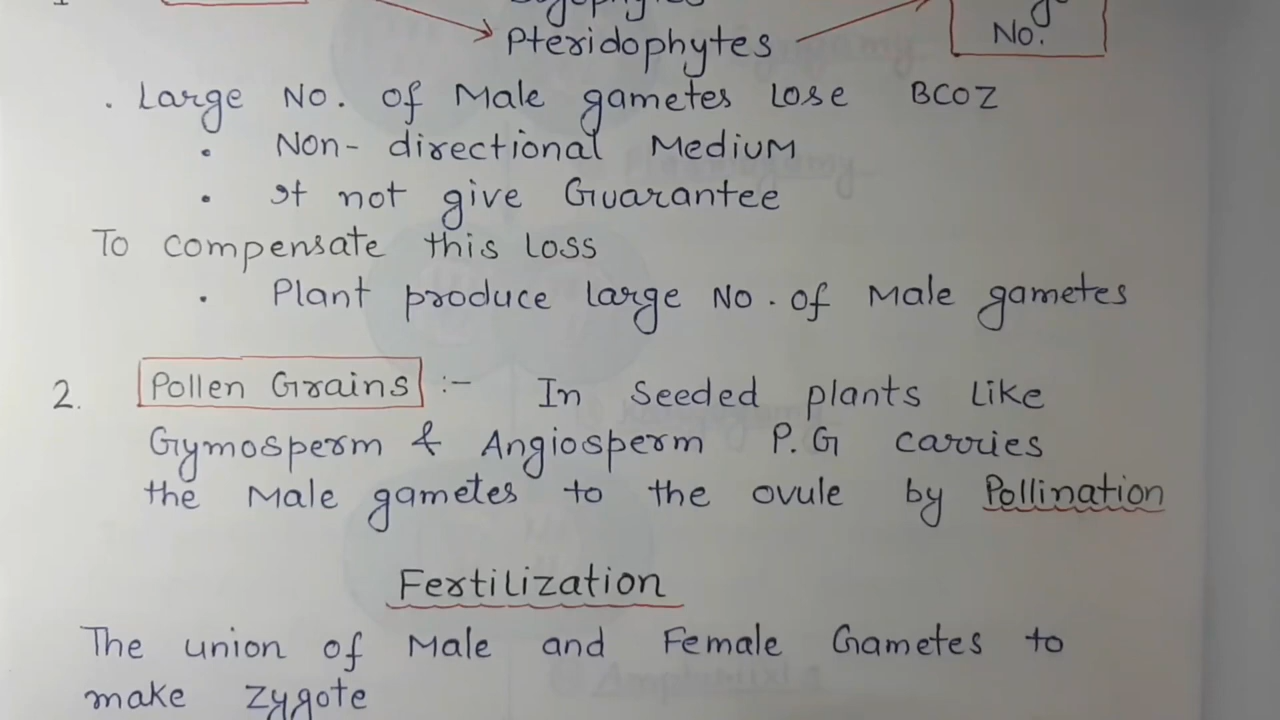 Pteridophytes
No.
. Large No. of Male gametes lose BCOZ
• Non-directional Medium
• It not give Guarantee
To compensate this loss
• Plant produce large No. of Male gametes
2. Pollen Grains :- In Seeded plants like
Gymosperm & Angiosperm P.G carries
the Male gametes to the ovule by Pollination
Fertilization
The union of Male and Female Gametes to
make zygote